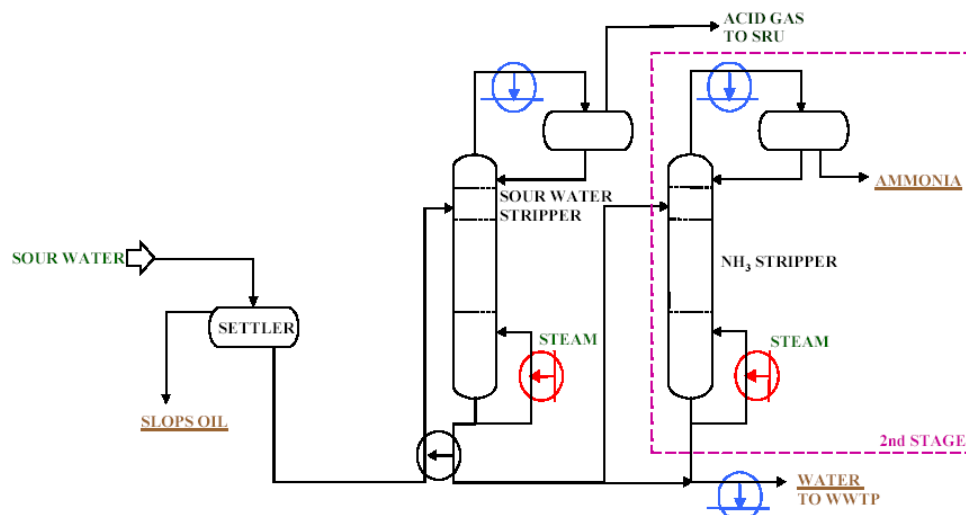 ACID GAS
TO SRU
SOUR WATER
STRIPPER
AMMONIA
SOUR WATER
NH₃ STRIPPER
SETTLER
STEAM
STEAM
SLOPS OIL
2nd STAGE
WATER
TO WWTP